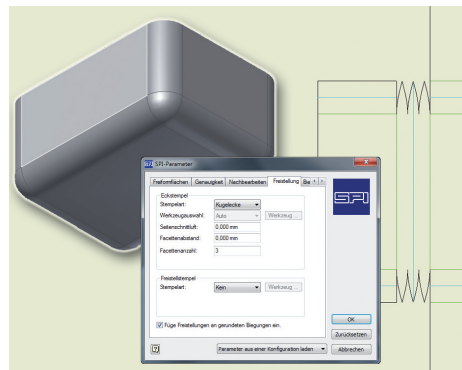 SPI-Parameter
Freiformflächen Genauigkeit Nachbearbeiten Freistellung
Eckstempel
Stempelart: Kugelecke
Werkzeugauswahl: Auto Werkzeug ...
Seitenschnittluft: 0,000 mm
Facettenabstand: 0,000 mm
Facettenanzahl: 3
SPI
Freistellstempel
Stempelart: Kein Werkzeug ...
Füge Freistellungen an gerundeten Biegungen ein.
OK
Zurücksetzen
Parameter aus einer Konfiguration laden Abbrechen